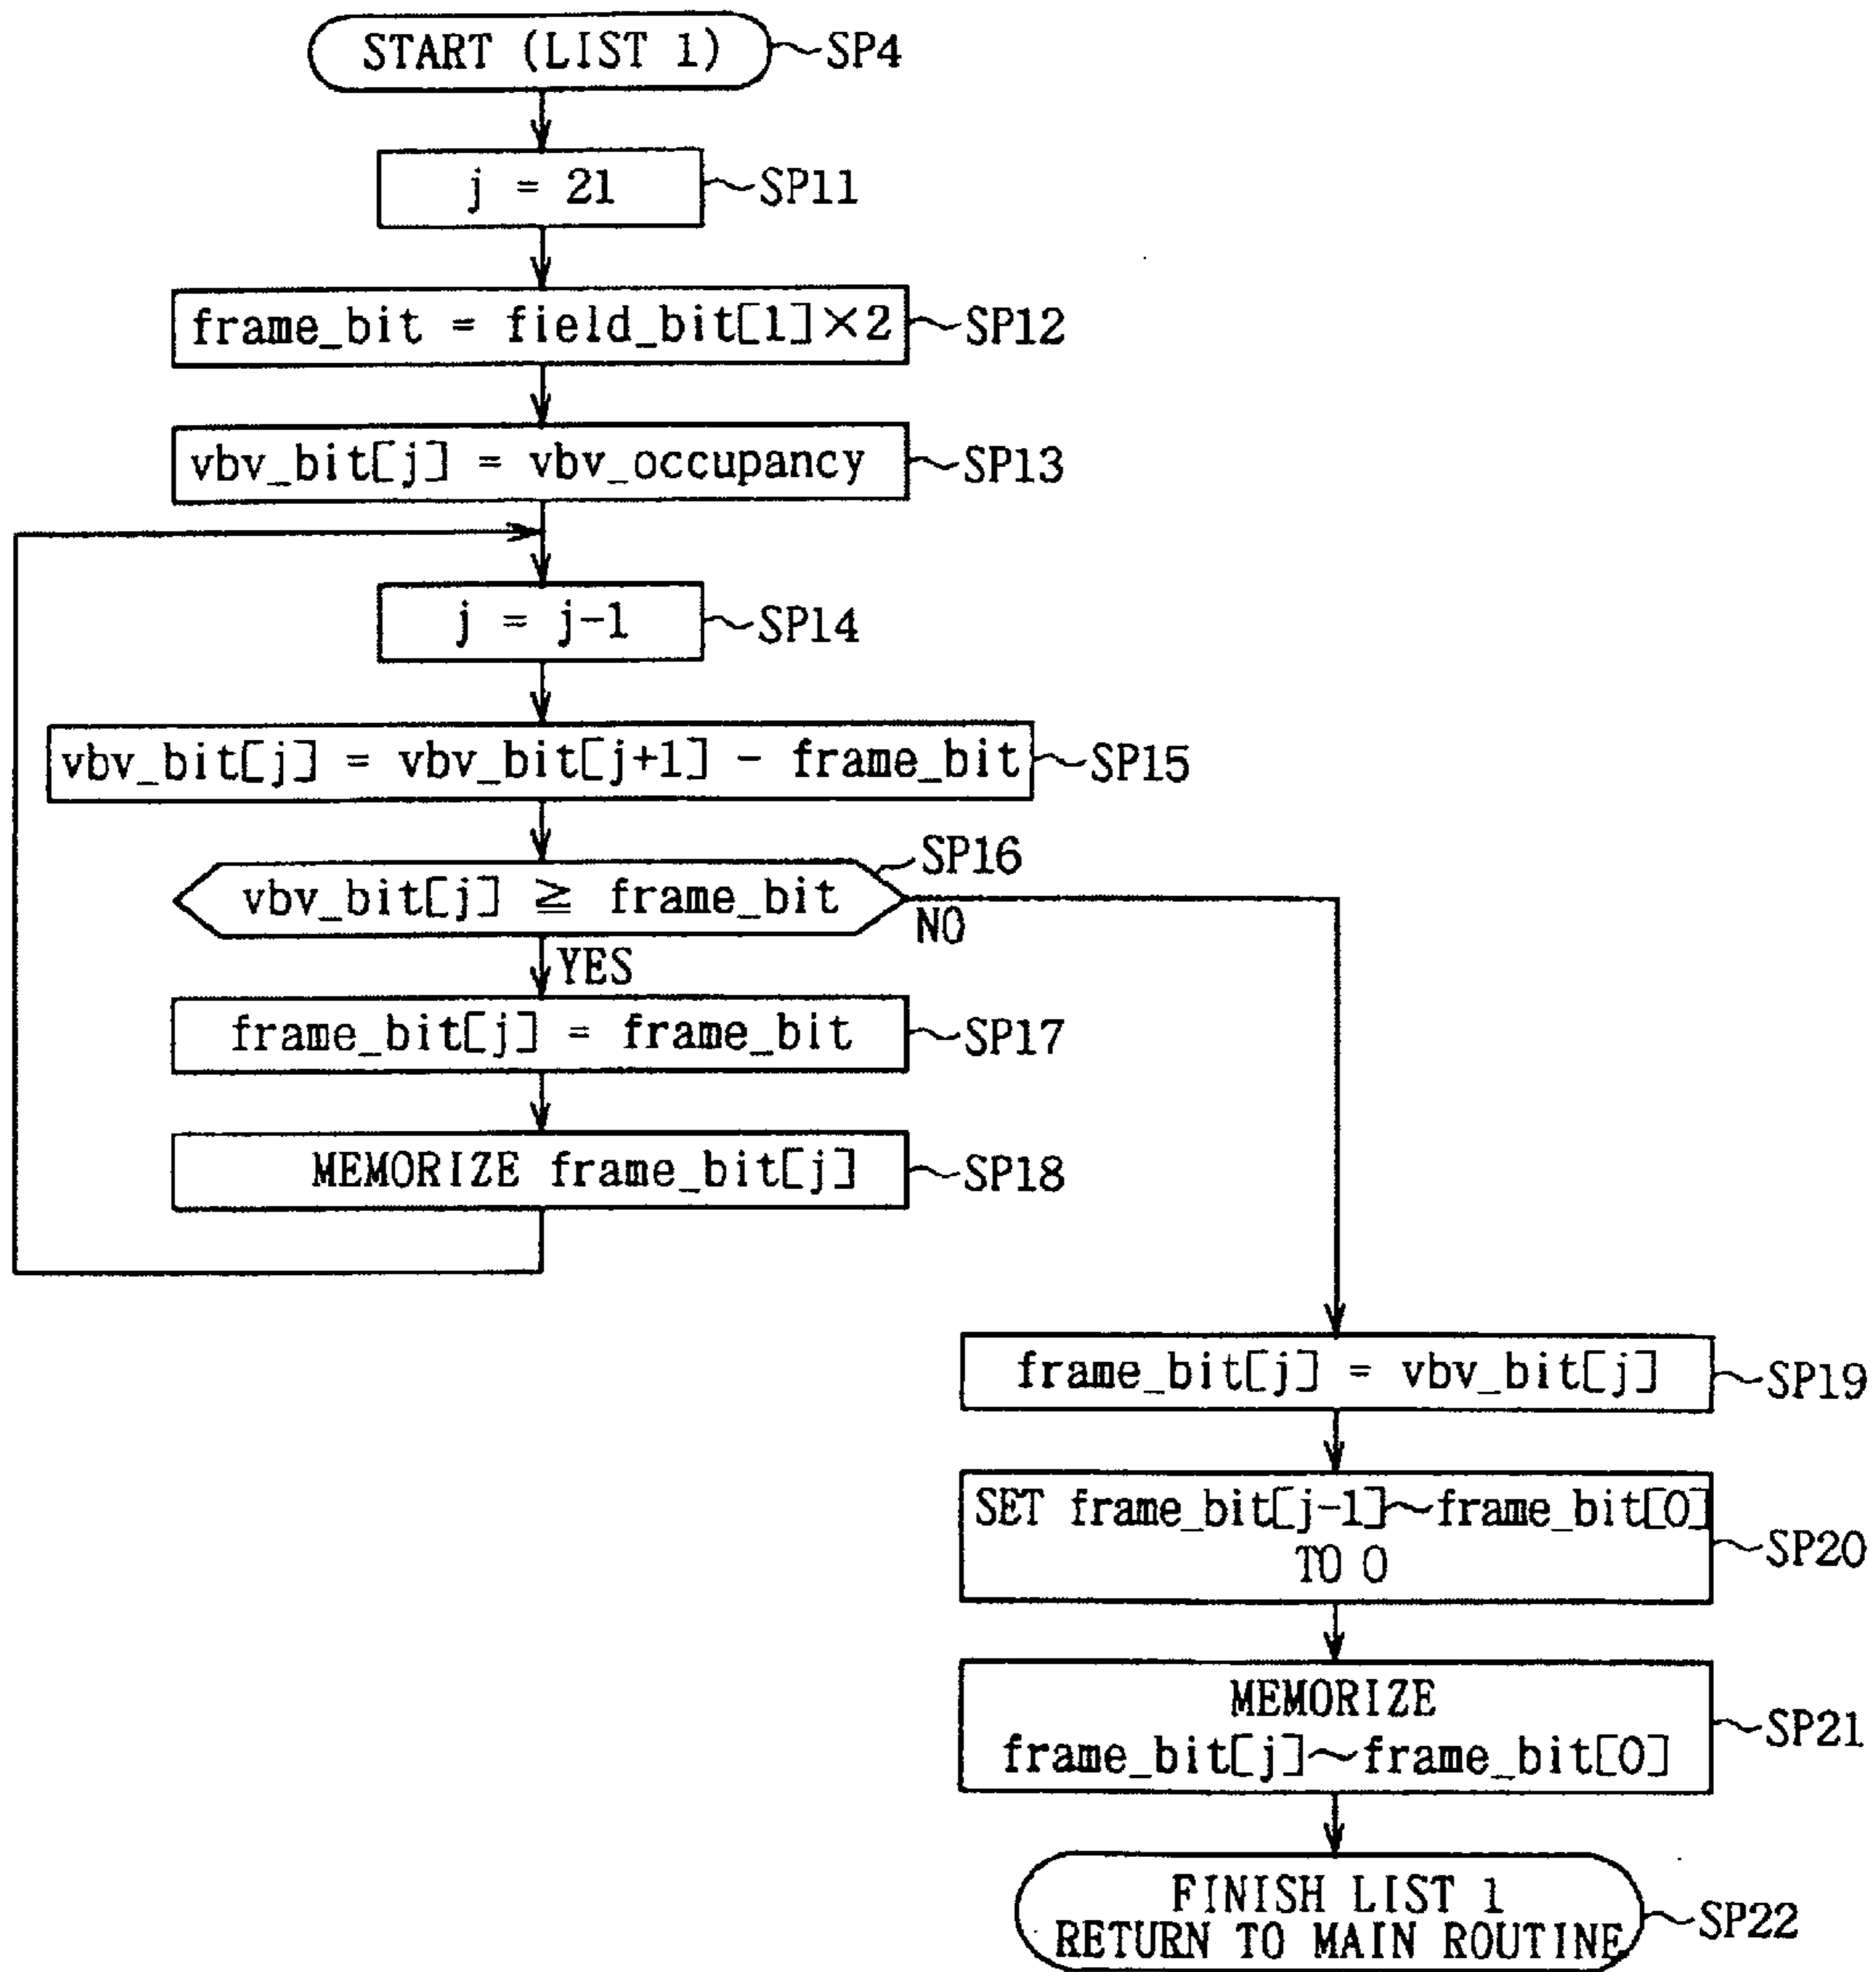 START (LIST 1) SP4
j = 21 SP11
frame_bit = field_bit[1]×2 SP12
vbv_bit[j] = vbv_occupancy SP13
j = j-1 SP14
vbv_bit[j] = vbv_bit[j+1] - frame_bit SP15
SP16
vbv_bit[j] ≧ frame_bit
NO
YES
frame_bit[j] = frame_bit SP17
MEMORIZE frame_bit[j] SP18
frame_bit[j] = vbv_bit[j] SP19
SET frame_bit[j-1]~frame_bit[0]
TO 0 SP20
MEMORIZE
frame_bit[j]~frame_bit[0] SP21
FINISH LIST 1
RETURN TO MAIN ROUTINE SP22